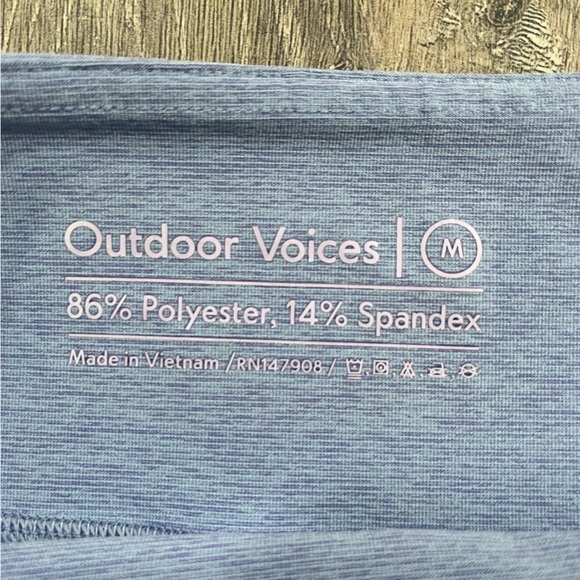 Outdoor Voices | M
86% Polyester, 14% Spandex
Made in Vietnam /RN147908/